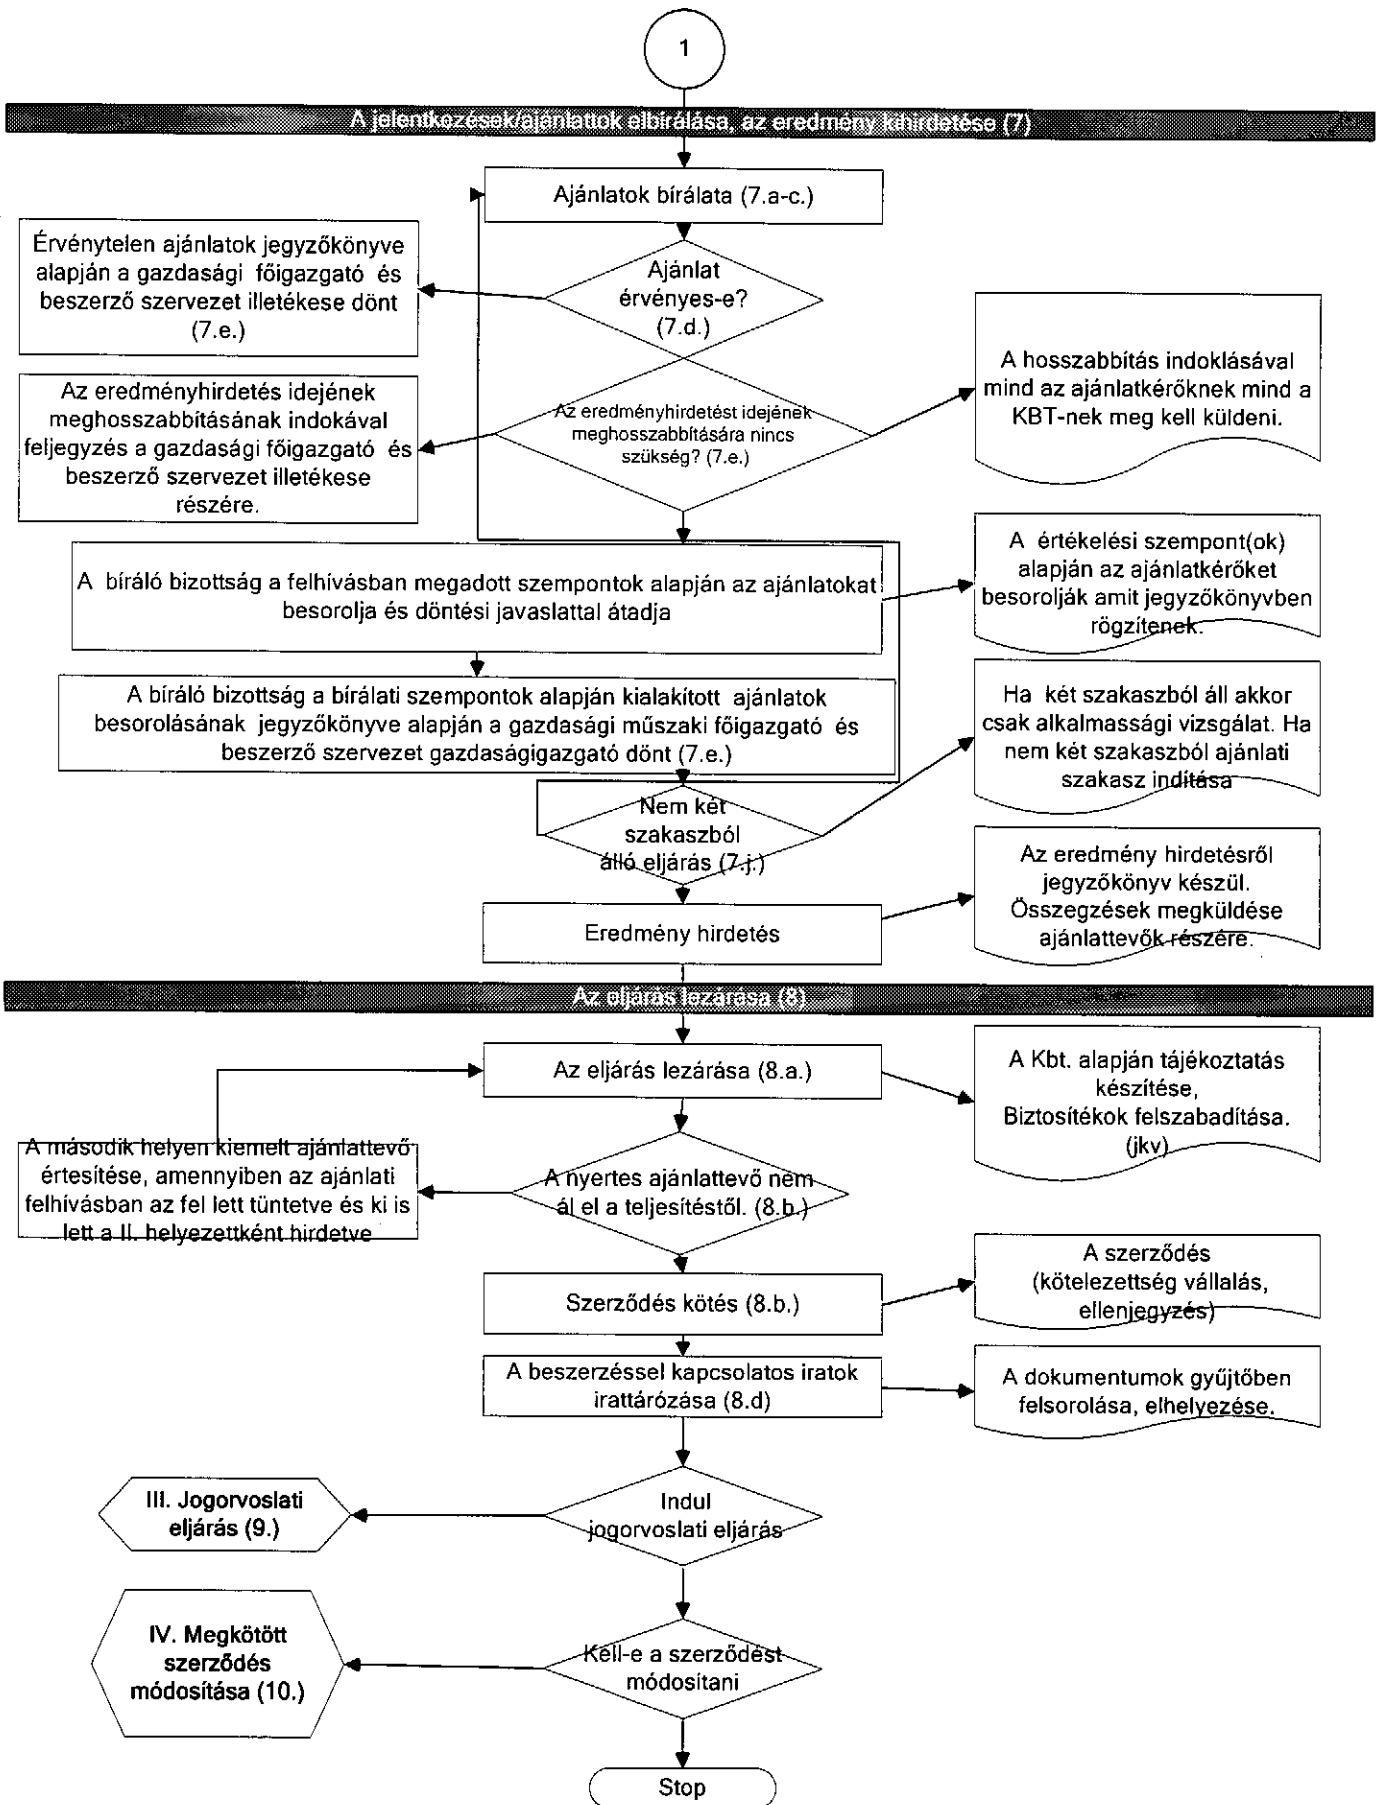 1
A jelentkezések/ajánlattok elbírálása, az eredmény kihirdetése (7)
Ajánlatok bírálata (7.a-c.)
Érvénytelen ajánlatok jegyzőkönyve
alapján a gazdasági főigazgató és
beszerző szervezet illetékese dönt
(7.e.)
Ajánlat
érvényes-e?
(7.d.)
A hosszabbítás indoklásával
mind az ajánlatkérőknek mind a
KBT-nek meg kell küldeni.
Az eredményhirdetés idejének
meghosszabbításának indokával
feljegyzés a gazdasági főigazgató és
beszerző szervezet illetékese
részére.
Az eredményhirdetést idejének
meghosszabbítására nincs
szükség? (7.e.)
A bíráló bizottság a felhívásban megadott szempontok alapján az ajánlatokat
besorolja és döntési javaslattal átadja
A értékelési szempont(ok)
alapján az ajánlatkérőket
besorolják amit jegyzőkönyvben
rögzítenek.
A bíráló bizottság a bírálati szempontok alapján kialakított ajánlatok
besorolásának jegyzőkönyve alapján a gazdasági műszaki főigazgató és
beszerző szervezet gazdaságigazgató dönt (7.e.)
Ha két szakaszból áll akkor
csak alkalmassági vizsgálat. Ha
nem két szakaszból ajánlati
szakasz indítása
Nem két
szakaszból
álló eljárás (7.j.)
Eredmény hirdetés
Az eredmény hirdetésről
jegyzőkönyv készül.
Összegzések megküldése
ajánlattevők részére.
Az eljárás lezárása (8)
Az eljárás lezárása (8.a.)
A Kbt. alapján tájékoztatás
készítése,
Biztosítékok felszabadítása.
(jkv)
A második helyen kiemelt ajánlattevő
értesítése, amennyiben az ajánlati
felhívásban az fel lett tüntetve és ki is
lett a II. helyezettként hirdetve
A nyertes ajánlattevő nem
ál el a teljesítéstől. (8.b.)
Szerződés kötés (8.b.)
A szerződés
(kötelezettség vállalás,
ellenjegyzés)
A beszerzéssel kapcsolatos iratok
irattározása (8.d)
A dokumentumok gyűjtőben
felsorolása, elhelyezése.
III. Jogorvoslati
eljárás (9.)
Indul
jogorvoslati eljárás
IV. Megkötött
szerződés
módosítása (10.)
Kell-e a szerződést
módosítani
Stop